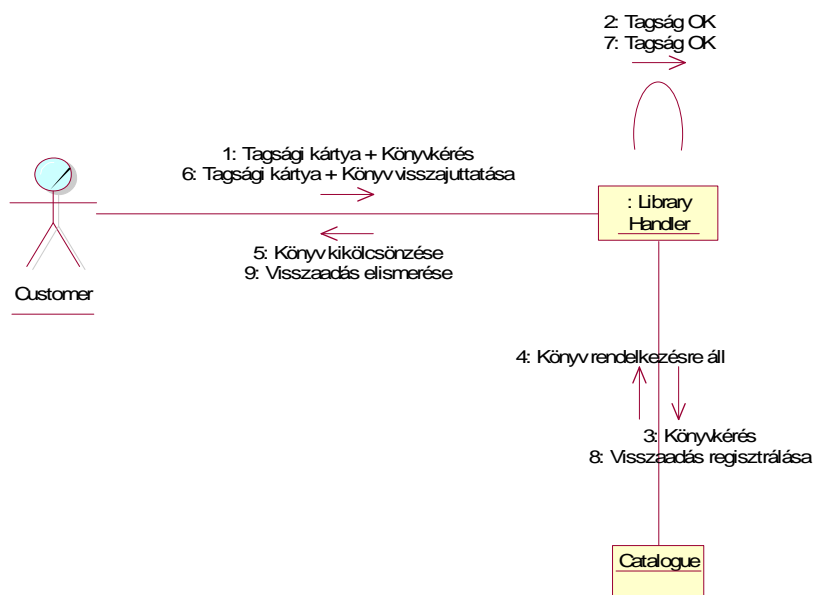 2: Tagság OK
7: Tagság OK
1: Tagsági kártya + Könyvkérés
6: Tagsági kártya + Könyv visszajuttatása
: Library
Handler
5: Könyv kikölcsönzése
9: Visszaadás elismerése
Customer
4: Könyv rendelkezésre áll
3: Könyvkérés
8: Visszaadás regisztrálása
Catalogue